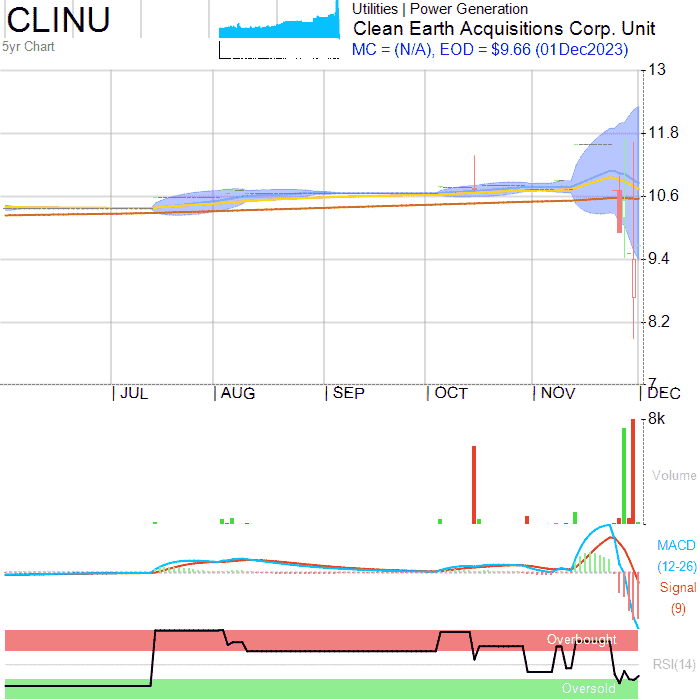 CLINU
5yr Chart
Utilities | Power Generation
Clean Earth Acquisitions Corp. Unit
MC = (N/A), EOD = $9.66 (01Dec2023)
13
11.8
10.6
9.4
8.2
7
JUL AUG SEP OCT NOV DEC
8k
Volume
MACD
(12-26)
Signal
(9)
Overbought
RSI(14)
Oversold